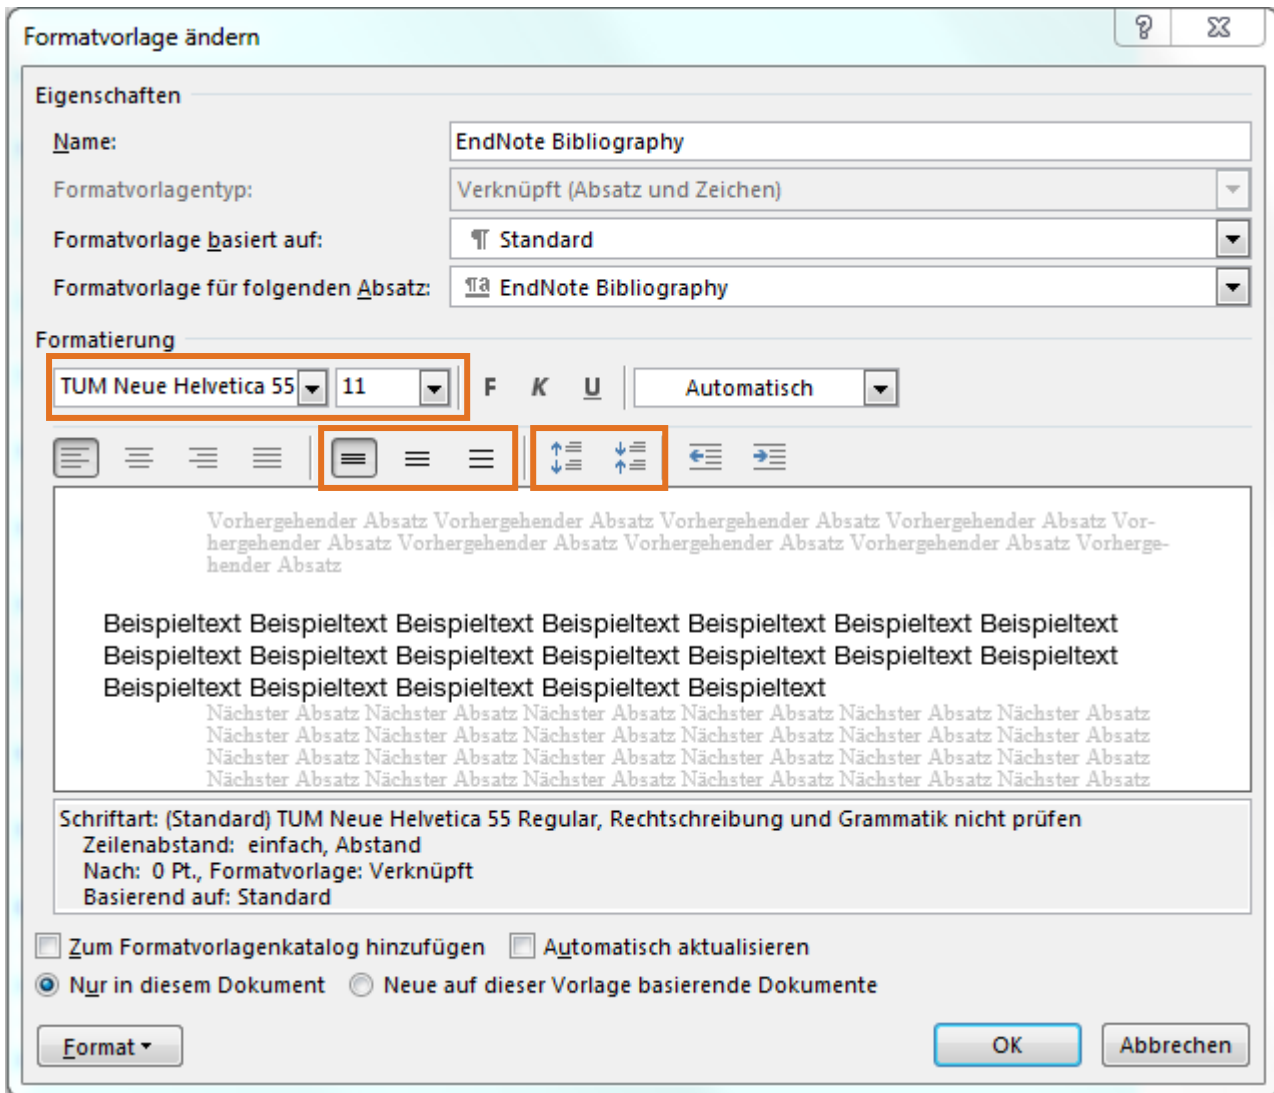 Formatvorlage ändern
Eigenschaften
Name: EndNote Bibliography
Formatvorlagentyp: Verknüpft (Absatz und Zeichen)
Formatvorlage basiert auf: ¶ Standard
Formatvorlage für folgenden Absatz: ¶a EndNote Bibliography
Formatierung
TUM Neue Helvetica 55 11 F K U Automatisch
Vorhergehender Absatz Vorhergehender Absatz Vorhergehender Absatz Vorhergehender Absatz Vor-
hergehender Absatz Vorhergehender Absatz Vorhergehender Absatz Vorhergehender Absatz Vorherge-
hender Absatz
Beispieltext Beispieltext Beispieltext Beispieltext Beispieltext Beispieltext Beispieltext
Beispieltext Beispieltext Beispieltext Beispieltext Beispieltext Beispieltext Beispieltext
Beispieltext Beispieltext Beispieltext Beispieltext Beispieltext
Nächster Absatz Nächster Absatz Nächster Absatz Nächster Absatz Nächster Absatz Nächster Absatz
Nächster Absatz Nächster Absatz Nächster Absatz Nächster Absatz Nächster Absatz Nächster Absatz
Nächster Absatz Nächster Absatz Nächster Absatz Nächster Absatz Nächster Absatz Nächster Absatz
Nächster Absatz Nächster Absatz Nächster Absatz Nächster Absatz Nächster Absatz Nächster Absatz
Schriftart: (Standard) TUM Neue Helvetica 55 Regular, Rechtschreibung und Grammatik nicht prüfen
Zeilenabstand: einfach, Abstand
Nach: 0 Pt., Formatvorlage: Verknüpft
Basierend auf: Standard
Zum Formatvorlagenkatalog hinzufügen Automatisch aktualisieren
Nur in diesem Dokument Neue auf dieser Vorlage basierende Dokumente
Format OK Abbrechen